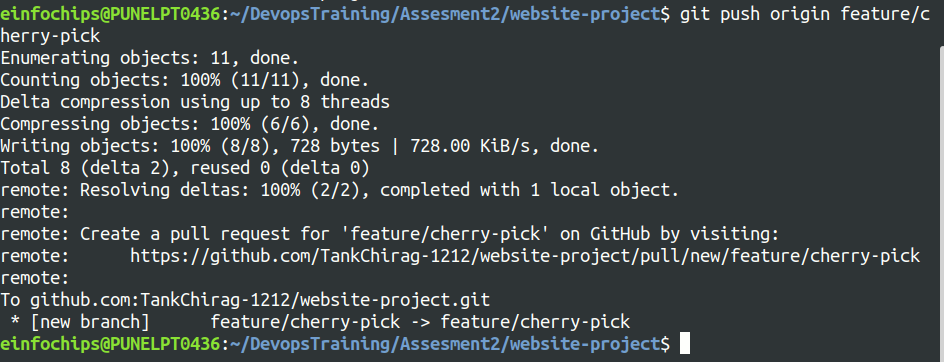 einfochips@PUNELPT0436:~/DevopsTraining/Assesment2/website-project$ git push origin feature/c
herry-pick
Enumerating objects: 11, done.
Counting objects: 100% (11/11), done.
Delta compression using up to 8 threads
Compressing objects: 100% (6/6), done.
Writing objects: 100% (8/8), 728 bytes | 728.00 KiB/s, done.
Total 8 (delta 2), reused 0 (delta 0)
remote: Resolving deltas: 100% (2/2), completed with 1 local object.
remote:
remote: Create a pull request for 'feature/cherry-pick' on GitHub by visiting:
remote:      https://github.com/TankChirag-1212/website-project/pull/new/feature/cherry-pick
remote:
To github.com:TankChirag-1212/website-project.git
 * [new branch]      feature/cherry-pick -> feature/cherry-pick
einfochips@PUNELPT0436:~/DevopsTraining/Assesment2/website-project$